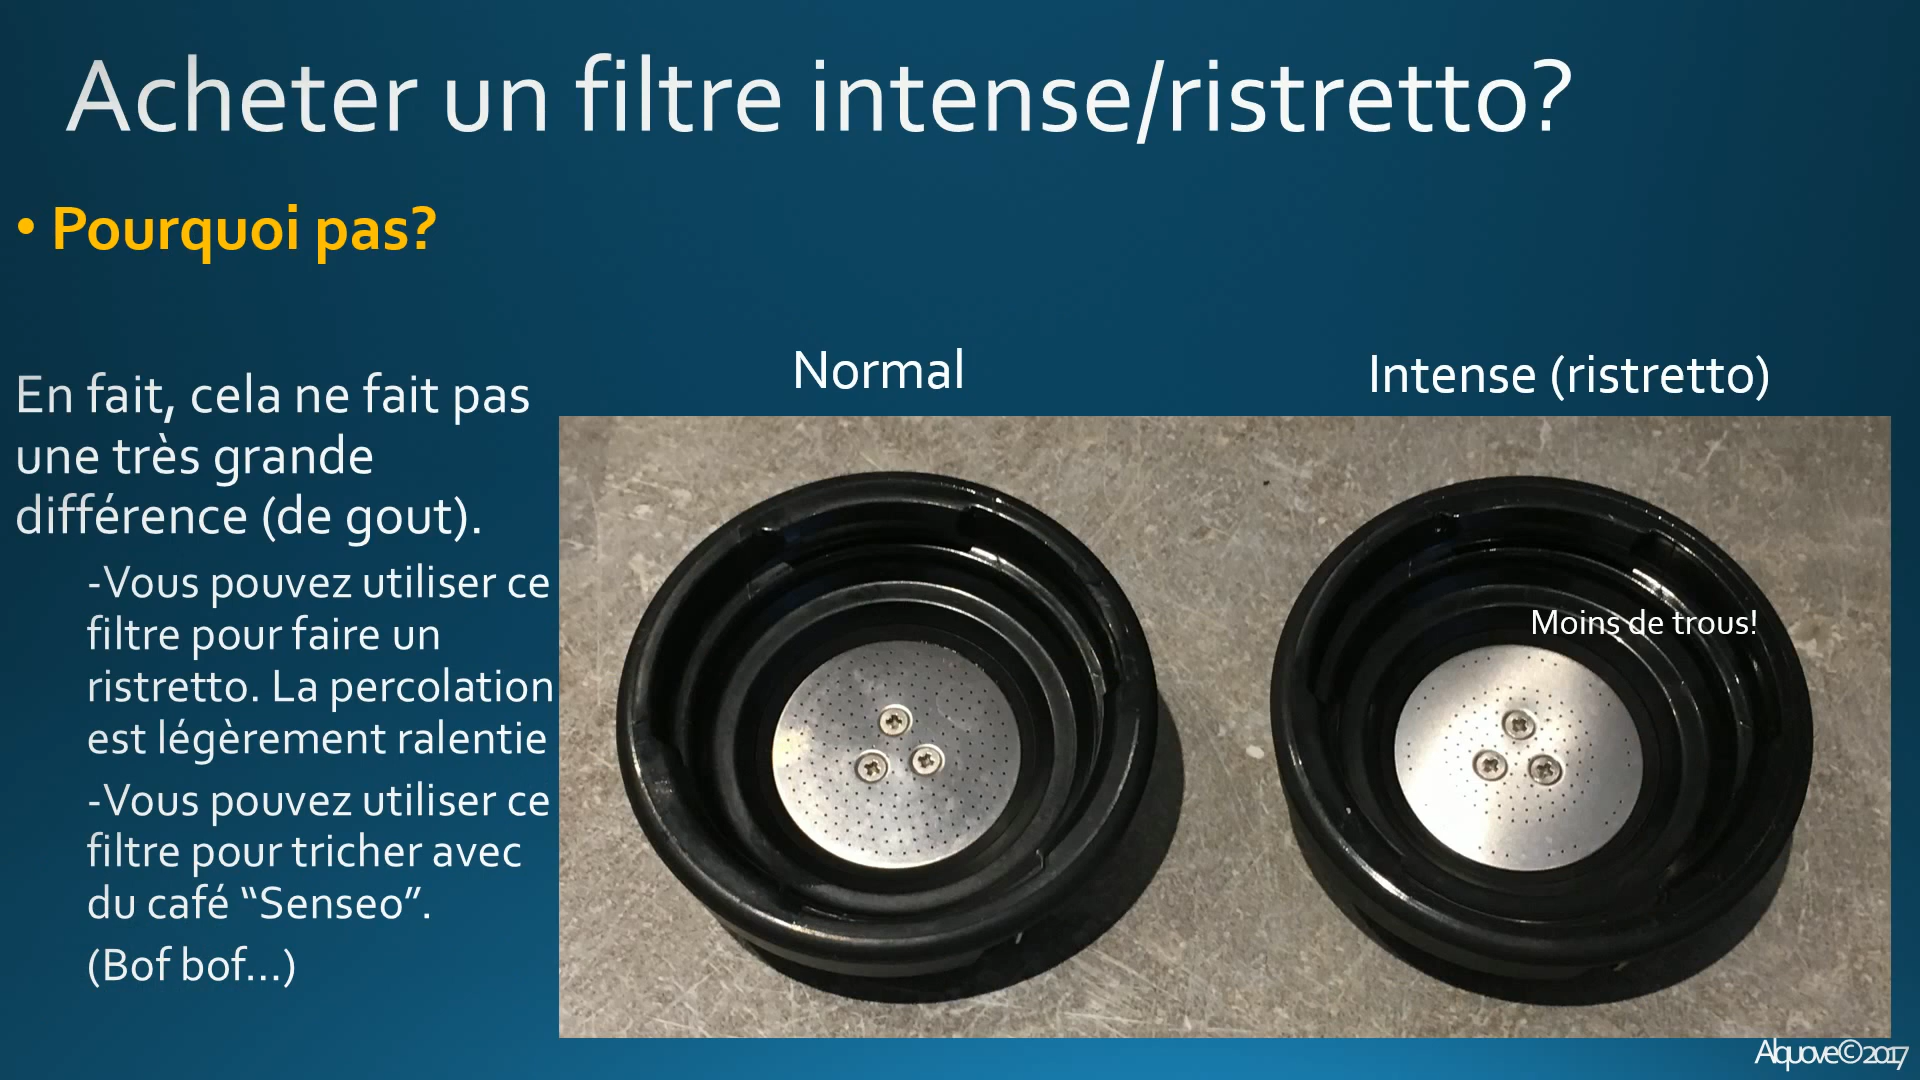 Acheter un filtre intense/ristretto?
• Pourquoi pas?
En fait, cela ne fait pas
une très grande
différence (de gout).
-Vous pouvez utiliser ce
filtre pour faire un
ristretto. La percolation
est légèrement ralentie
-Vous pouvez utiliser ce
filtre pour tricher avec
du café “Senseo”.
(Bof bof...)
Normal
Intense (ristretto)
Moins de trous!
Alquove©2017